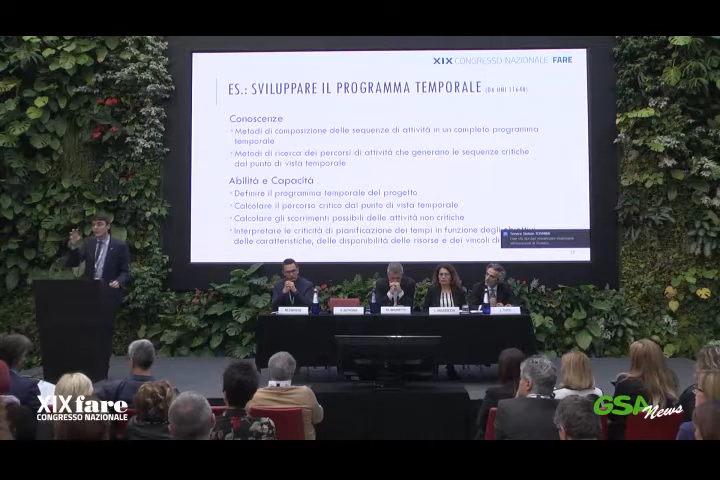 XIX CONGRESSO NAZIONALE FARE
ES.: SVILUPPARE IL PROGRAMMA TEMPORALE (DA UNI 11648)
Conoscenze
• Metodi di composizione delle sequenze di attività in un completo programma
temporale
• Metodi di ricerca dei percorsi di attività che generano le sequenze critiche
dal punto di vista temporale
Abilità e Capacità
• Definire il programma temporale del progetto
• Calcolare il percorso critico dal punto di vista temporale
• Calcolare gli scorrimenti possibili delle attività non critiche
• Interpretare le criticità di pianificazione dei tempi in funzione degli
delle caratteristiche, delle disponibilità delle risorse e dei vincoli di
XIX fare
CONGRESSO NAZIONALE
GSA News